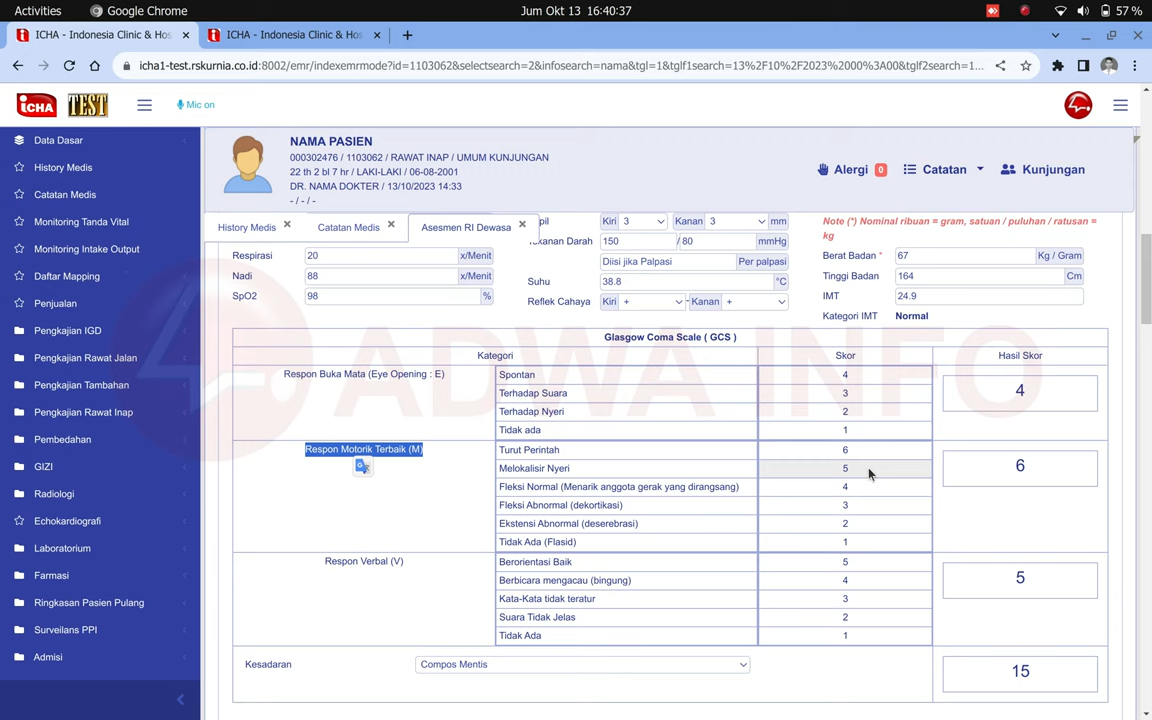 Activities Google Chrome Jum Okt 13 16:40:37 57 %
ICHA - Indonesia Clinic & Hos ICHA - Indonesia Clinic & Hos
icha1-test.rskurnia.co.id:8002/emr/indexemrmode?id=1103062&selectsearch=2&infosearch=nama&tgl=1&tglf1search=13%2F10%2F2023%2000%3A00&tglf2search=1...
iCHA TEST Mic on
Data Dasar
History Medis
Catatan Medis
Monitoring Tanda Vital
Monitoring Intake Output
Daftar Mapping
Penjualan
Pengkajian IGD
Pengkajian Rawat Jalan
Pengkajian Tambahan
Pengkajian Rawat Inap
Pembedahan
GIZI
Radiologi
Echokardiografi
Laboratorium
Farmasi
Ringkasan Pasien Pulang
Surveilans PPI
Admisi
NAMA PASIEN
000302476 / 1103062 / RAWAT INAP / UMUM KUNJUNGAN
22 th 2 bl 7 hr / LAKI-LAKI / 06-08-2001
DR. NAMA DOKTER / 13/10/2023 14:33
- / - / -
Alergi 0 Catatan Kunjungan
History Medis Catatan Medis Asesmen RI Dewasa
Kiri 3 Kanan 3 mm
Note (*) Nominal ribuan = gram, satuan / puluhan / ratusan = kg
Tekanan Darah 150 / 80 mmHg
Respirasi 20 x/Menit
Diisi jika Palpasi Per palpasi
Berat Badan * 67 Kg / Gram
Nadi 88 x/Menit
Suhu 38.8 °C
Tinggi Badan 164 Cm
SpO2 98 %
Reflek Cahaya Kiri + - Kanan +
IMT 24.9
Kategori IMT Normal
ADWA INFO
Glasgow Coma Scale ( GCS )
Kategori Skor Hasil Skor
Respon Buka Mata (Eye Opening : E) Spontan 4 4
Terhadap Suara 3
Terhadap Nyeri 2
Tidak ada 1
Respon Motorik Terbaik (M) Turut Perintah 6 6
Melokalisir Nyeri 5
Fleksi Normal (Menarik anggota gerak yang dirangsang) 4
Fleksi Abnormal (dekortikasi) 3
Ekstensi Abnormal (deserebrasi) 2
Tidak Ada (Flasid) 1
Respon Verbal (V) Berorientasi Baik 5 5
Berbicara mengacau (bingung) 4
Kata-Kata tidak teratur 3
Suara Tidak Jelas 2
Tidak Ada 1
Kesadaran Compos Mentis 15